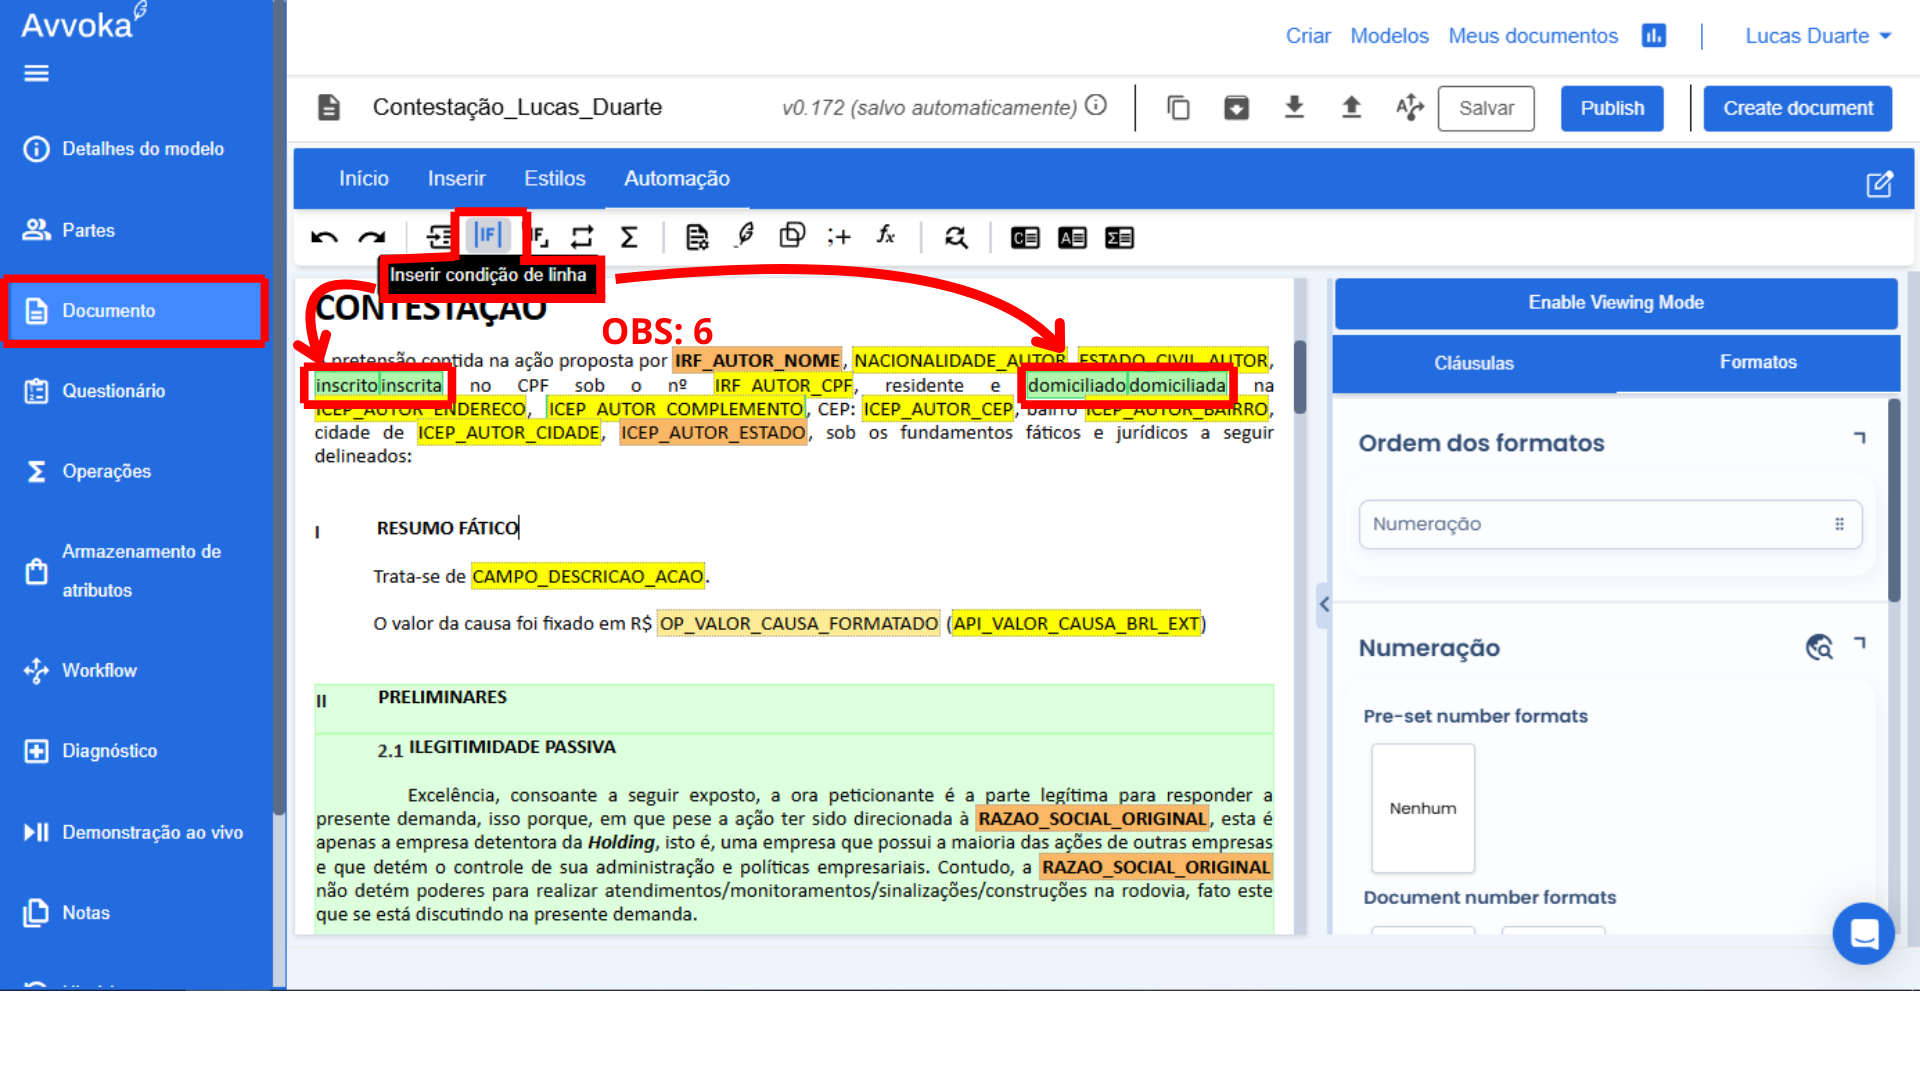 Avvoka
Criar Modelos Meus documentos Lucas Duarte
Contestação_Lucas_Duarte v0.172 (salvo automaticamente) Salvar Publish Create document
Detalhes do modelo
Partes
Documento
Questionário
Operações
Armazenamento de
atributos
Workflow
Diagnóstico
Demonstração ao vivo
Notas
Início Inserir Estilos Automação
IF
Inserir condição de linha
OBS: 6
CONTESTAÇÃO
pretensão contida na ação proposta por IRF_AUTOR_NOME, NACIONALIDADE_AUTOR, ESTADO_CIVIL_AUTOR,
inscrito inscrita no CPF sob o nº IRF_AUTOR_CPF, residente e domiciliado domiciliada na
ICEP_AUTOR_ENDERECO, ICEP_AUTOR_COMPLEMENTO, CEP: ICEP_AUTOR_CEP, bairro ICEP_AUTOR_BAIRRO,
cidade de ICEP_AUTOR_CIDADE, ICEP_AUTOR_ESTADO, sob os fundamentos fáticos e jurídicos a seguir
delineados:
I RESUMO FÁTICO
Trata-se de CAMPO_DESCRICAO_ACAO.
O valor da causa foi fixado em R$ OP_VALOR_CAUSA_FORMATADO (API_VALOR_CAUSA_BRL_EXT)
II PRELIMINARES
2.1 ILEGITIMIDADE PASSIVA
Excelência, consoante a seguir exposto, a ora peticionante é a parte legítima para responder a
presente demanda, isso porque, em que pese a ação ter sido direcionada à RAZAO_SOCIAL_ORIGINAL, esta é
apenas a empresa detentora da Holding, isto é, uma empresa que possui a maioria das ações de outras empresas
e que detém o controle de sua administração e políticas empresariais. Contudo, a RAZAO_SOCIAL_ORIGINAL
não detém poderes para realizar atendimentos/monitoramentos/sinalizações/construções na rodovia, fato este
que se está discutindo na presente demanda.
Enable Viewing Mode
Cláusulas Formatos
Ordem dos formatos
Numeração
Numeração
Pre-set number formats
Nenhum
Document number formats